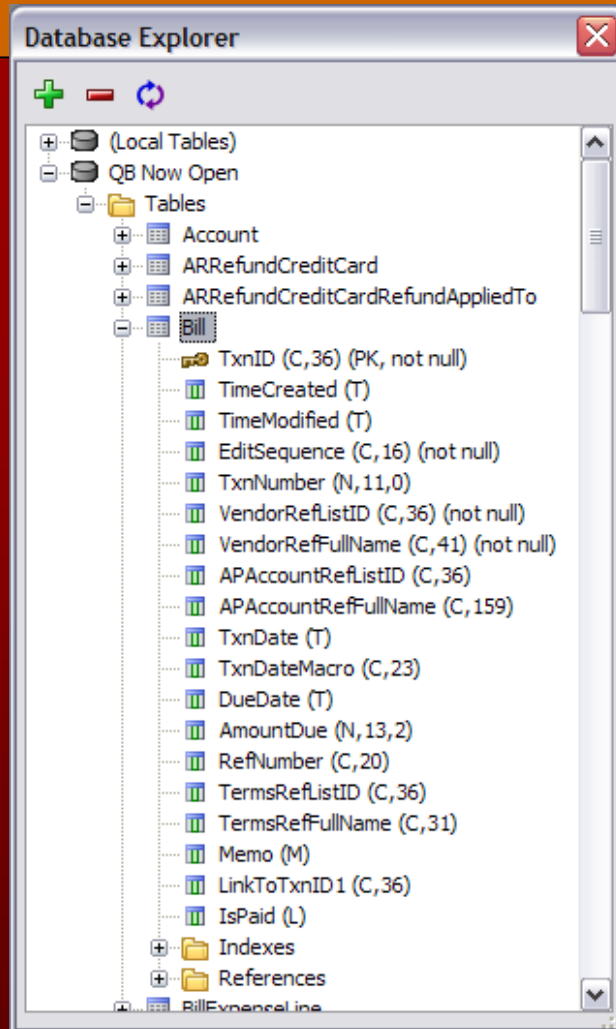 Database Explorer
(Local Tables)
QB Now Open
Tables
Account
ARRefundCreditCard
ARRefundCreditCardRefundAppliedTo
Bill
TxnID (C,36) (PK, not null)
TimeCreated (T)
TimeModified (T)
EditSequence (C,16) (not null)
TxnNumber (N,11,0)
VendorRefListID (C,36) (not null)
VendorRefFullName (C,41) (not null)
APAccountRefListID (C,36)
APAccountRefFullName (C,159)
TxnDate (T)
TxnDateMacro (C,23)
DueDate (T)
AmountDue (N,13,2)
RefNumber (C,20)
TermsRefListID (C,36)
TermsRefFullName (C,31)
Memo (M)
LinkToTxnID1 (C,36)
IsPaid (L)
Indexes
References
BillExpenseLine